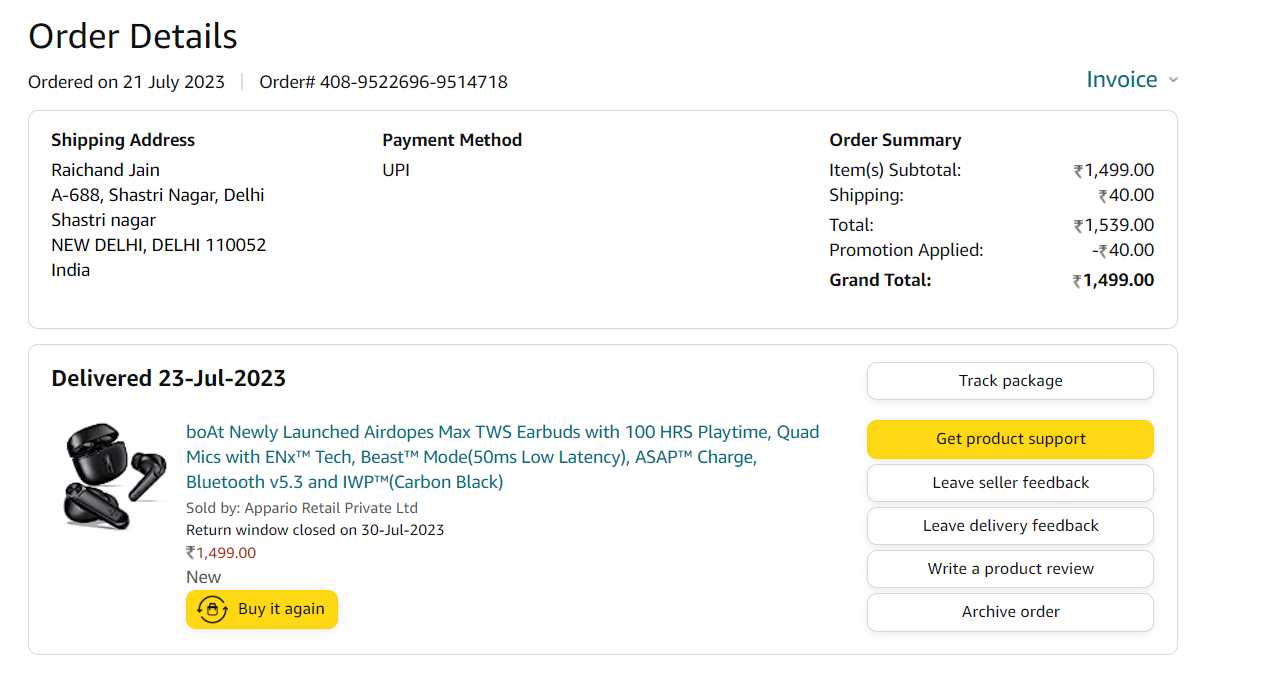 Order Details
Ordered on 21 July 2023 | Order# 408-9522696-9514718
Invoice
Shipping Address
Raichand Jain
A-688, Shastri Nagar, Delhi
Shastri nagar
NEW DELHI, DELHI 110052
India
Payment Method
UPI
Order Summary
Item(s) Subtotal: ₹1,499.00
Shipping: ₹40.00
Total: ₹1,539.00
Promotion Applied: -₹40.00
Grand Total: ₹1,499.00
Delivered 23-Jul-2023
boAt Newly Launched Airdopes Max TWS Earbuds with 100 HRS Playtime, Quad
Mics with ENx™ Tech, Beast™ Mode(50ms Low Latency), ASAP™ Charge,
Bluetooth v5.3 and IWP™(Carbon Black)
Sold by: Appario Retail Private Ltd
Return window closed on 30-Jul-2023
₹1,499.00
New
Buy it again
Track package
Get product support
Leave seller feedback
Leave delivery feedback
Write a product review
Archive order